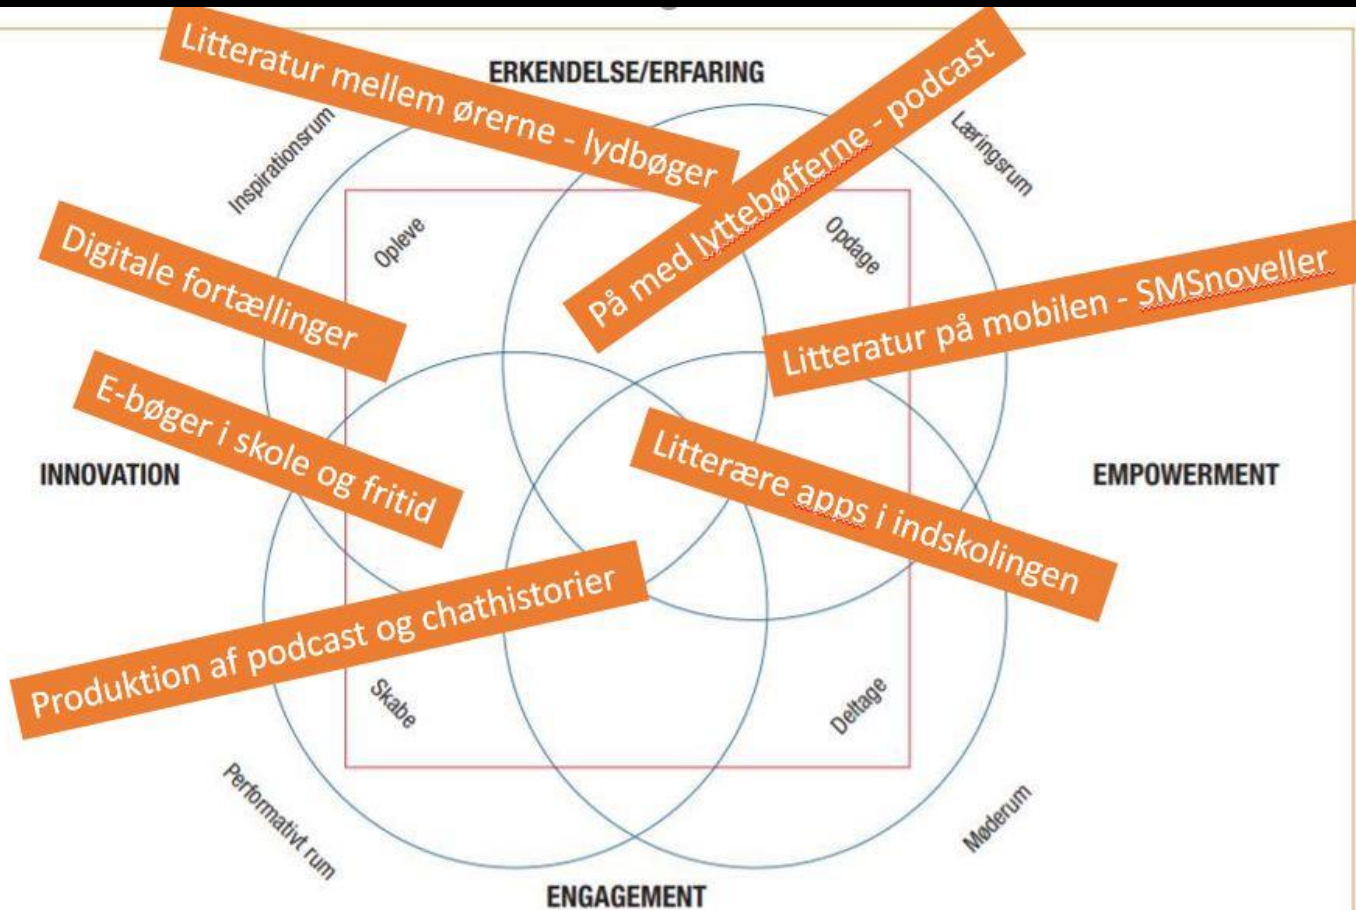 Litteratur mellem ørerne - lydbøger
ERKENDELSE/ERFARING
På med lyttebøfferne - podcast
Inspirationsrum
Læringsrum
Opleve
Opdage
Digitale fortællinger
Litteratur på mobilen - SMSnoveller
E-bøger i skole og fritid
Litterære apps i indskolingen
INNOVATION
EMPOWERMENT
Produktion af podcast og chathistorier
Skabe
Deltage
Performativt rum
Møderum
ENGAGEMENT